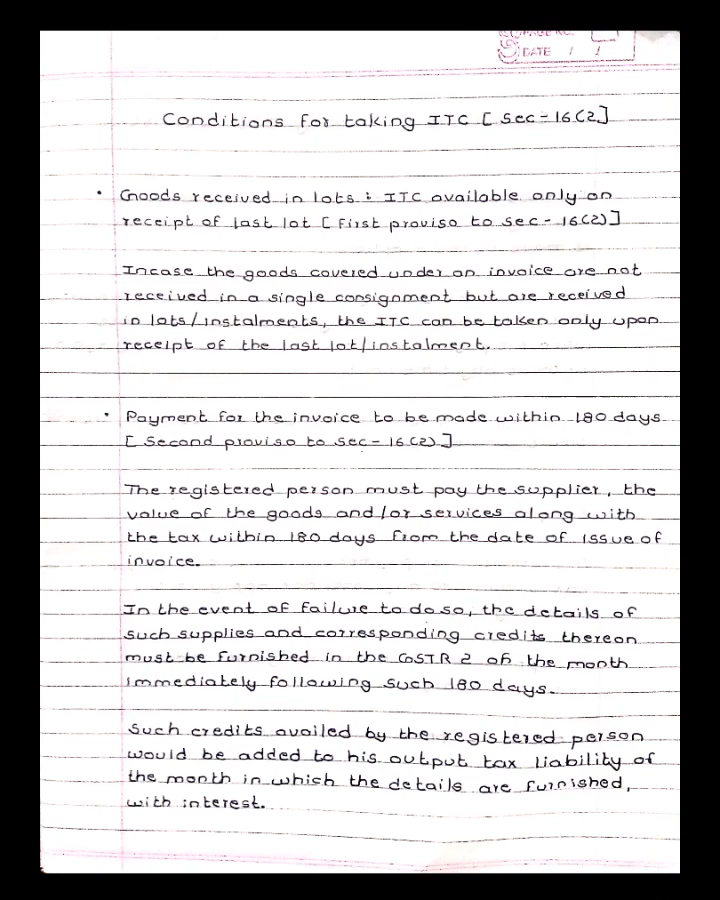 PAGE NO.
DATE / /
Conditions for taking ITC [ Sec - 16(2]
• Goods received in lots : ITC available only on
receipt of last lot [ First proviso to sec - 16(2)]
Incase the goods covered under an invoice are not
received in a single consignment but are received
in lots/instalments, the ITC can be taken only upon
receipt of the last lot/instalment.
• Payment for the invoice to be made within 180 days
[ Second proviso to sec - 16(2) ]
The registered person must pay the supplier, the
value of the goods and/or services along with
the tax within 180 days from the date of issue of
invoice.
In the event of failure to do so, the details of
such supplies and corresponding credits thereon
must be furnished in the GSTR 2 of the month
immediately following such 180 days.
Such credits availed by the registered person
would be added to his output tax liability of
the month in which the details are furnished,
with interest.